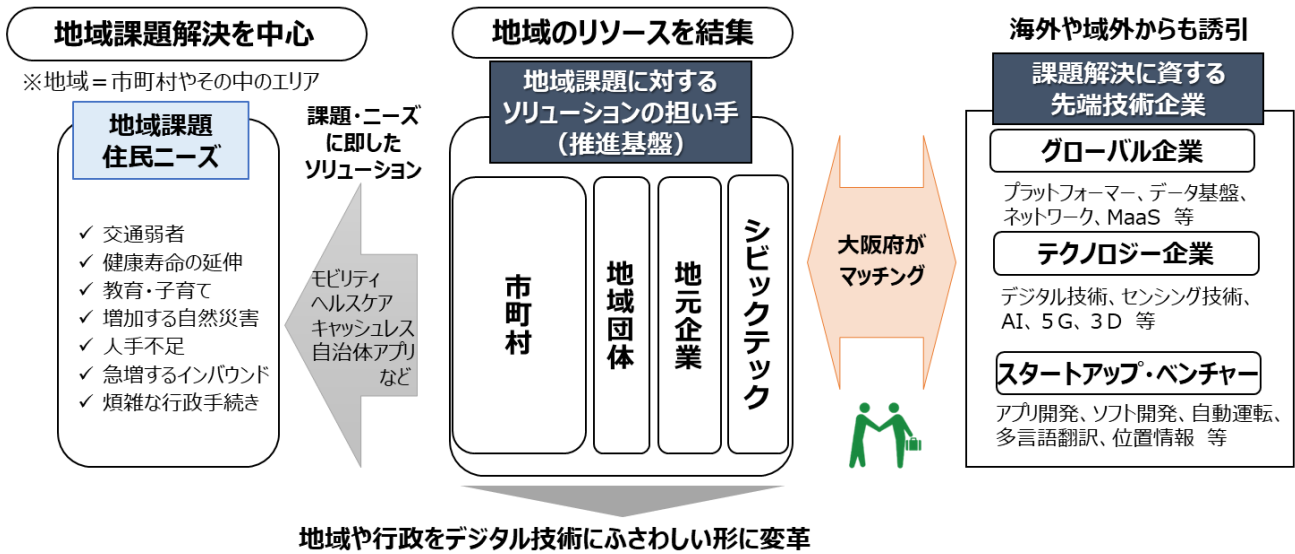 地域課題解決を中心
※地域＝市町村やその中のエリア
地域課題
住民ニーズ
✓ 交通弱者
✓ 健康寿命の延伸
✓ 教育・子育て
✓ 増加する自然災害
✓ 人手不足
✓ 急増するインバウンド
✓ 煩雑な行政手続き
課題・ニーズ
に即した
ソリューション
モビリティ
ヘルスケア
キャッシュレス
自治体アプリ
など
地域のリソースを結集
地域課題に対する
ソリューションの担い手
（推進基盤）
市町村
地域団体
地元企業
シビックテック
大阪府が
マッチング
海外や域外からも誘引
課題解決に資する
先端技術企業
グローバル企業
プラットフォーマー、データ基盤、
ネットワーク、MaaS 等
テクノロジー企業
デジタル技術、センシング技術、
AI、５G、３D 等
スタートアップ・ベンチャー
アプリ開発、ソフト開発、自動運転、
多言語翻訳、位置情報 等
地域や行政をデジタル技術にふさわしい形に変革